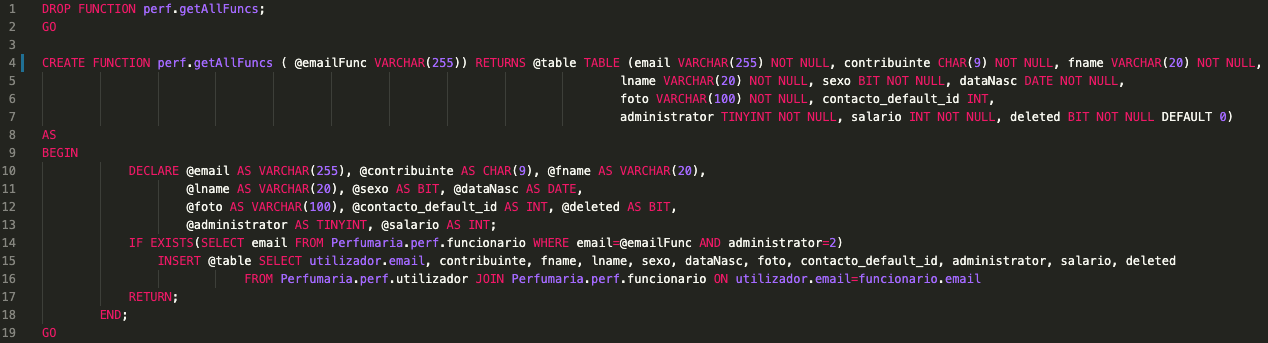 1 DROP FUNCTION perf.getAllFuncs;
2 GO
3
4 CREATE FUNCTION perf.getAllFuncs ( @emailFunc VARCHAR(255)) RETURNS @table TABLE (email VARCHAR(255) NOT NULL, contribuinte CHAR(9) NOT NULL, fname VARCHAR(20) NOT NULL,
5 lname VARCHAR(20) NOT NULL, sexo BIT NOT NULL, dataNasc DATE NOT NULL,
6 foto VARCHAR(100) NOT NULL, contacto_default_id INT,
7 administrator TINYINT NOT NULL, salario INT NOT NULL, deleted BIT NOT NULL DEFAULT 0)
8 AS
9 BEGIN
10 DECLARE @email AS VARCHAR(255), @contribuinte AS CHAR(9), @fname AS VARCHAR(20),
11 @lname AS VARCHAR(20), @sexo AS BIT, @dataNasc AS DATE,
12 @foto AS VARCHAR(100), @contacto_default_id AS INT, @deleted AS BIT,
13 @administrator AS TINYINT, @salario AS INT;
14 IF EXISTS(SELECT email FROM Perfumaria.perf.funcionario WHERE email=@emailFunc AND administrator=2)
15 INSERT @table SELECT utilizador.email, contribuinte, fname, lname, sexo, dataNasc, foto, contacto_default_id, administrator, salario, deleted
16 FROM Perfumaria.perf.utilizador JOIN Perfumaria.perf.funcionario ON utilizador.email=funcionario.email
17 RETURN;
18 END;
19 GO